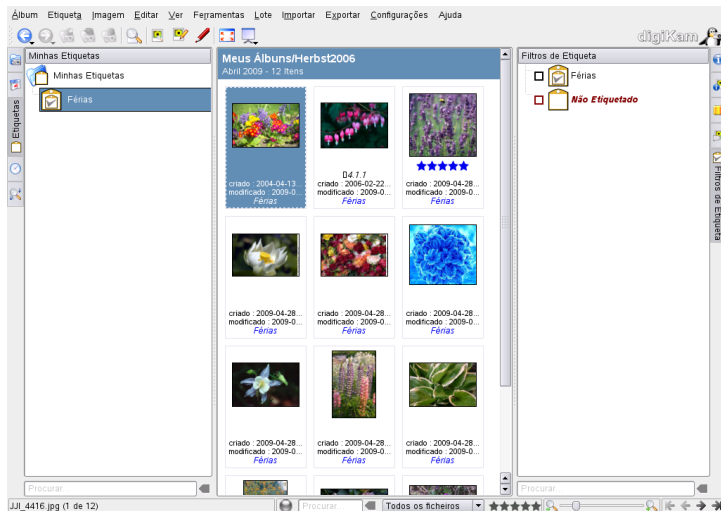 Álbum Etiqueta Imagem Editar Ver Ferramentas Lote Importar Exportar Configurações Ajuda
digiKam
Minhas Etiquetas
Minhas Etiquetas
Férias
Etiquetas
Meus Álbuns/Herbst2006
Abril 2009 - 12 Itens
criado : 2004-04-13...
modificado : 2009-0...
Férias
4.1.1
criado : 2006-02-22...
modificado : 2009-0...
Férias
criado : 2009-04-28...
modificado : 2009-0...
Férias
criado : 2009-04-28...
modificado : 2009-0...
Férias
criado : 2009-04-28...
modificado : 2009-0...
Férias
criado : 2009-04-28...
modificado : 2009-0...
Férias
criado : 2009-04-28...
modificado : 2009-0...
Férias
criado : 2009-04-28...
modificado : 2009-0...
Férias
criado : 2009-04-28...
modificado : 2009-0...
Férias
Filtros de Etiqueta
Férias
Não Etiquetado
Filtros de Etiqueta
Procurar...
Procurar...
JJI_4416.jpg (1 de 12)
Procurar...
Todos os ficheiros